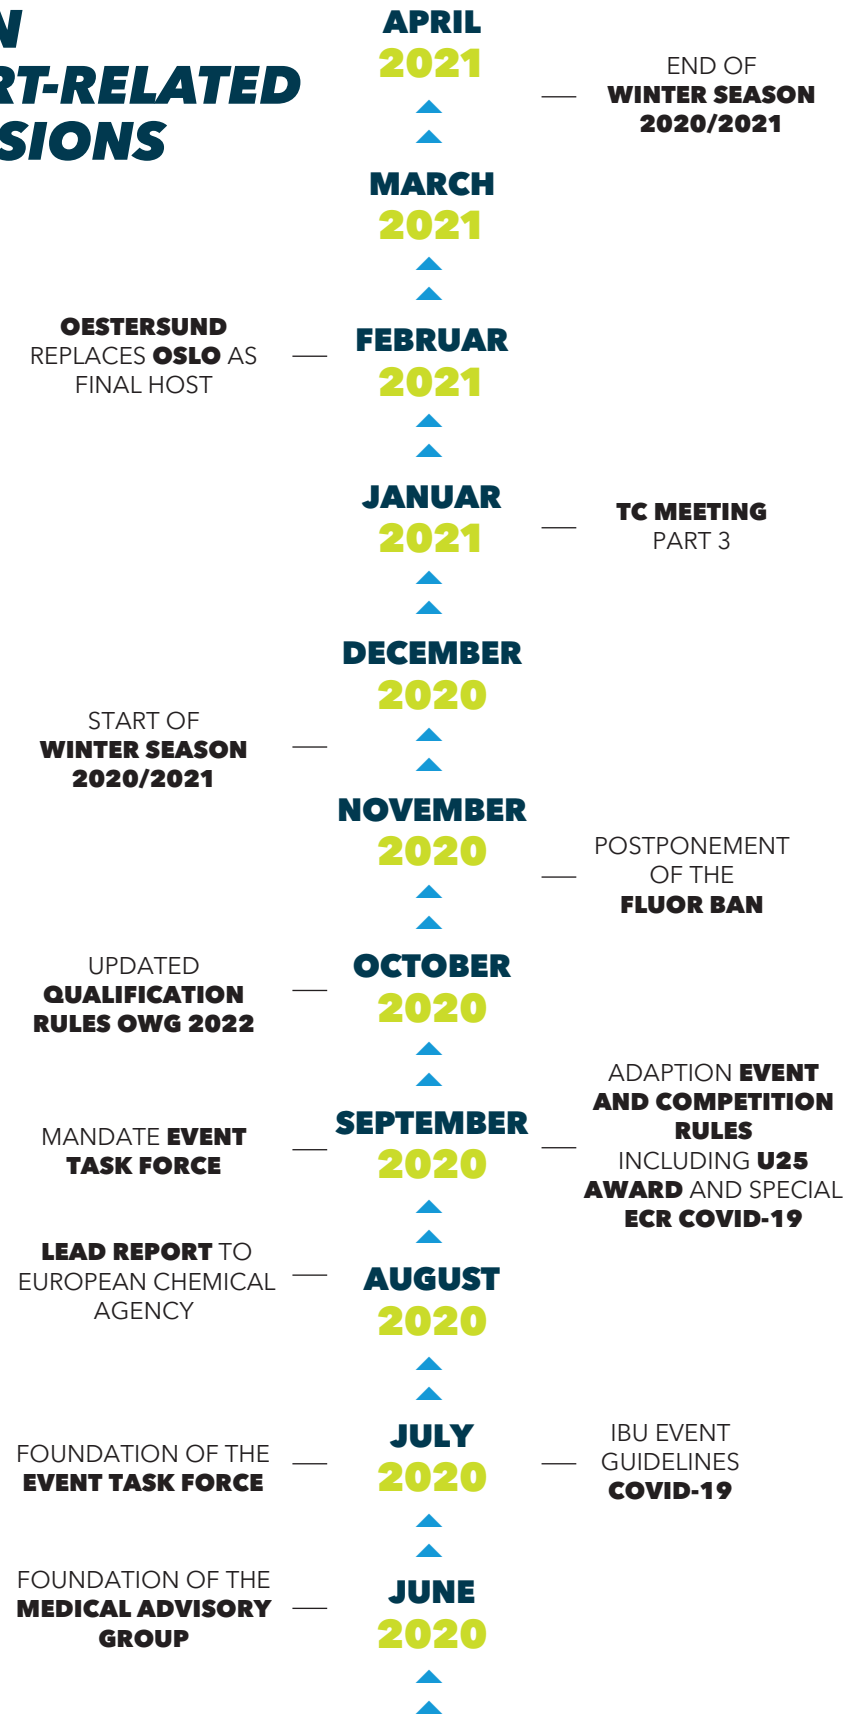 N
RT-RELATED
SIONS
APRIL
2021
END OF
WINTER SEASON
2020/2021
MARCH
2021
OESTERSUND
REPLACES OSLO AS
FINAL HOST
FEBRUAR
2021
JANUAR
2021
TC MEETING
PART 3
DECEMBER
2020
START OF
WINTER SEASON
2020/2021
NOVEMBER
2020
POSTPONEMENT
OF THE
FLUOR BAN
UPDATED
QUALIFICATION
RULES OWG 2022
OCTOBER
2020
ADAPTION EVENT
AND COMPETITION
RULES
INCLUDING U25
AWARD AND SPECIAL
ECR COVID-19
MANDATE EVENT
TASK FORCE
SEPTEMBER
2020
LEAD REPORT TO
EUROPEAN CHEMICAL
AGENCY
AUGUST
2020
FOUNDATION OF THE
EVENT TASK FORCE
JULY
2020
IBU EVENT
GUIDELINES
COVID-19
FOUNDATION OF THE
MEDICAL ADVISORY
GROUP
JUNE
2020